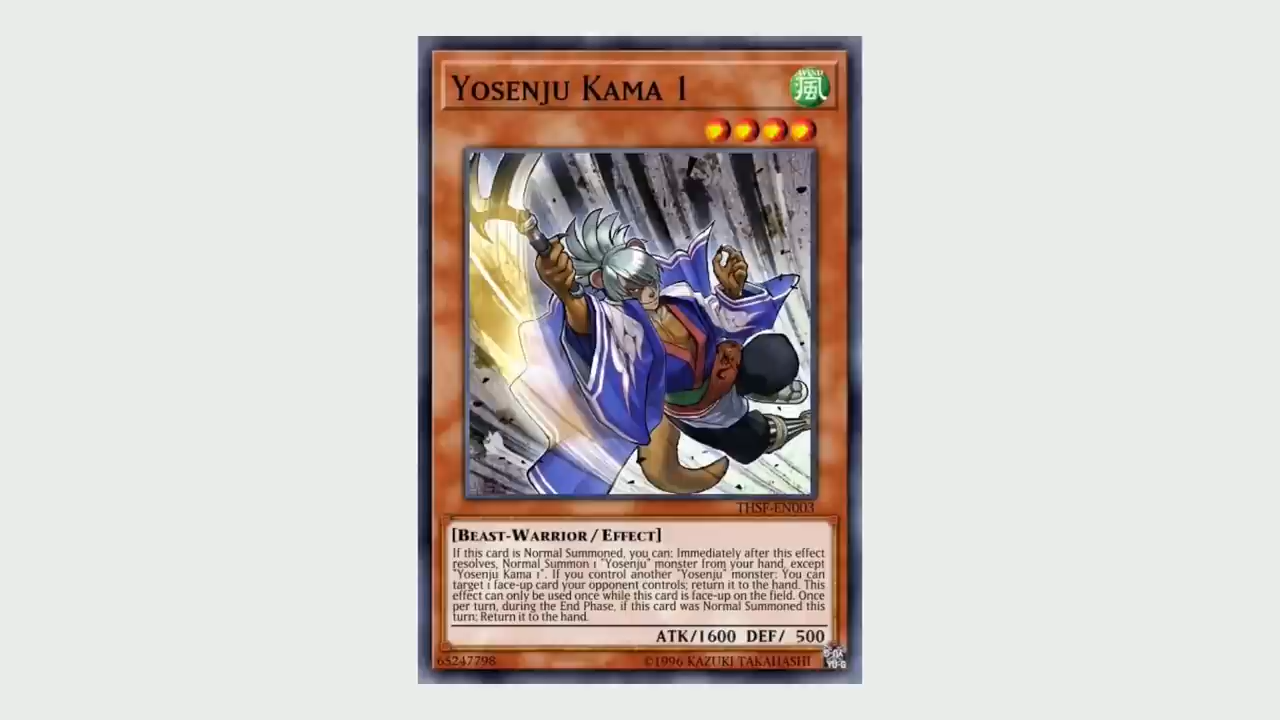 Yosenju Kama 1
WIND
風
THSF-EN003
[Beast-Warrior / Effect]
If this card is Normal Summoned, you can: Immediately after this effect
resolves, Normal Summon 1 "Yosenju" monster from your hand, except
"Yosenju Kama 1". If you control another "Yosenju" monster: You can
target 1 face-up card your opponent controls; return it to the hand. This
effect can only be used once while this card is face-up on the field. Once
per turn, during the End Phase, if this card was Normal Summoned this
turn: Return it to the hand.
ATK/1600 DEF/ 500
65247798 ©1996 KAZUKI TAKAHASHI